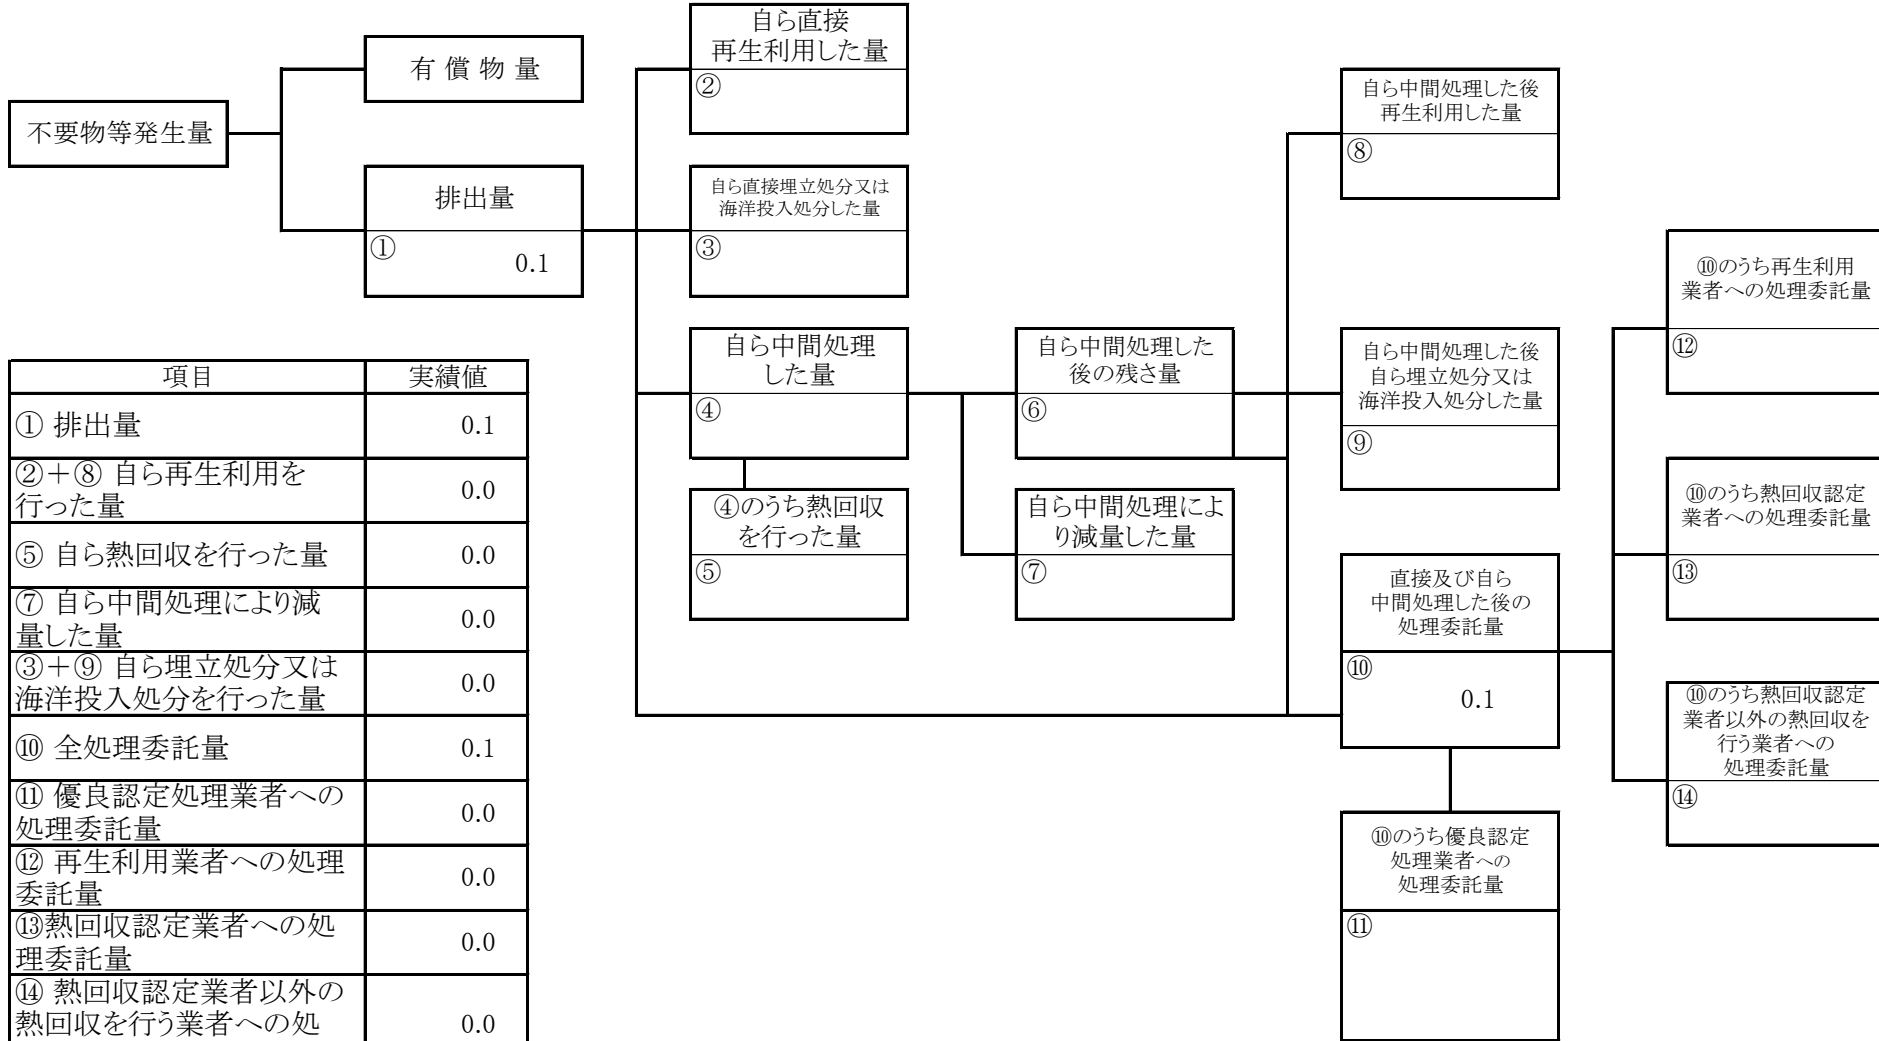 不要物等発生量
有 償 物 量
排出量
①
0.1
自ら直接
再生利用した量
②
自ら直接埋立処分又は
海洋投入処分した量
③
自ら中間処理
した量
④
④のうち熱回収
を行った量
⑤
自ら中間処理した
後の残さ量
⑥
自ら中間処理によ
り減量した量
⑦
自ら中間処理した後
再生利用した量
⑧
自ら中間処理した後
自ら埋立処分又は
海洋投入処分した量
⑨
直接及び自ら
中間処理した後の
処理委託量
⑩
0.1
⑩のうち優良認定
処理業者への
処理委託量
⑪
⑩のうち再生利用
業者への処理委託量
⑫
⑩のうち熱回収認定
業者への処理委託量
⑬
⑩のうち熱回収認定
業者以外の熱回収を
行う業者への
処理委託量
⑭
項目 実績値
① 排出量 0.1
②+⑧ 自ら再生利用を
行った量 0.0
⑤ 自ら熱回収を行った量 0.0
⑦ 自ら中間処理により減
量した量 0.0
③+⑨ 自ら埋立処分又は
海洋投入処分を行った量 0.0
⑩ 全処理委託量 0.1
⑪ 優良認定処理業者への
処理委託量 0.0
⑫ 再生利用業者への処理
委託量 0.0
⑬熱回収認定業者への処
理委託量 0.0
⑭ 熱回収認定業者以外の
熱回収を行う業者への処 0.0